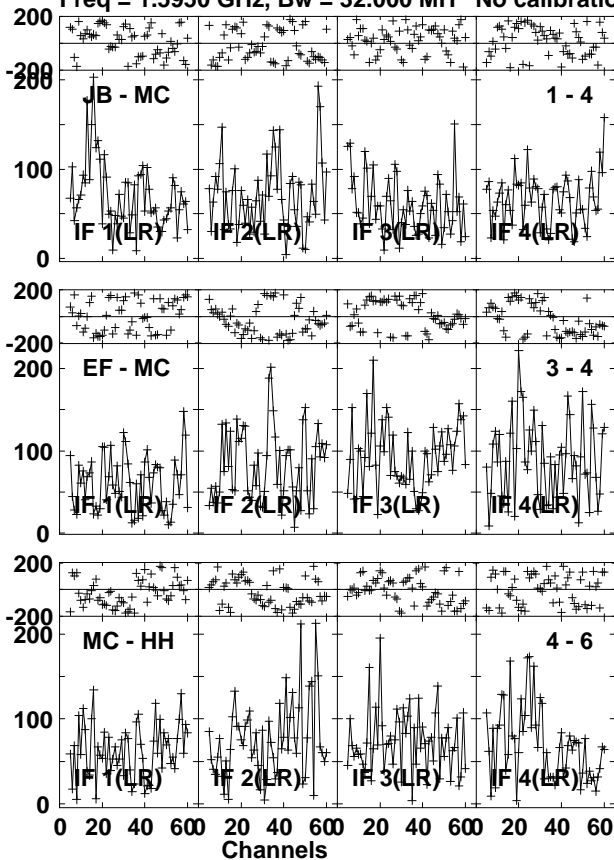 Freq = 1.5950 GHz, Bw = 32.000 MH No calibratio
200
-200
200
JB - MC
1 - 4
100
IF 1(LR) IF 2(LR) IF 3(LR) IF 4(LR)
0
200
-200
200
EF - MC
3 - 4
100
IF 1(LR) IF 2(LR) IF 3(LR) IF 4(LR)
0
200
-200
200
MC - HH
4 - 6
100
IF 1(LR) IF 2(LR) IF 3(LR) IF 4(LR)
0
0 20 40 600 20 40 600 20 40 600 20 40 60
Channels